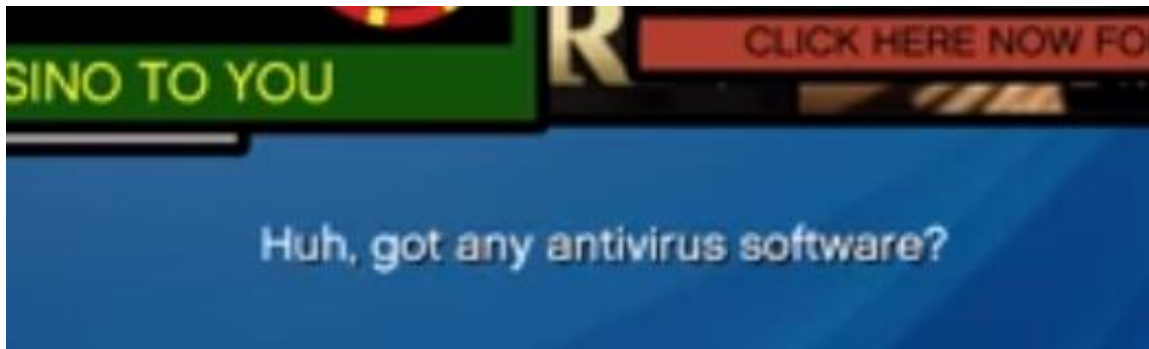 R
CLICK HERE NOW FO
SINO TO YOU
Huh, got any antivirus software?